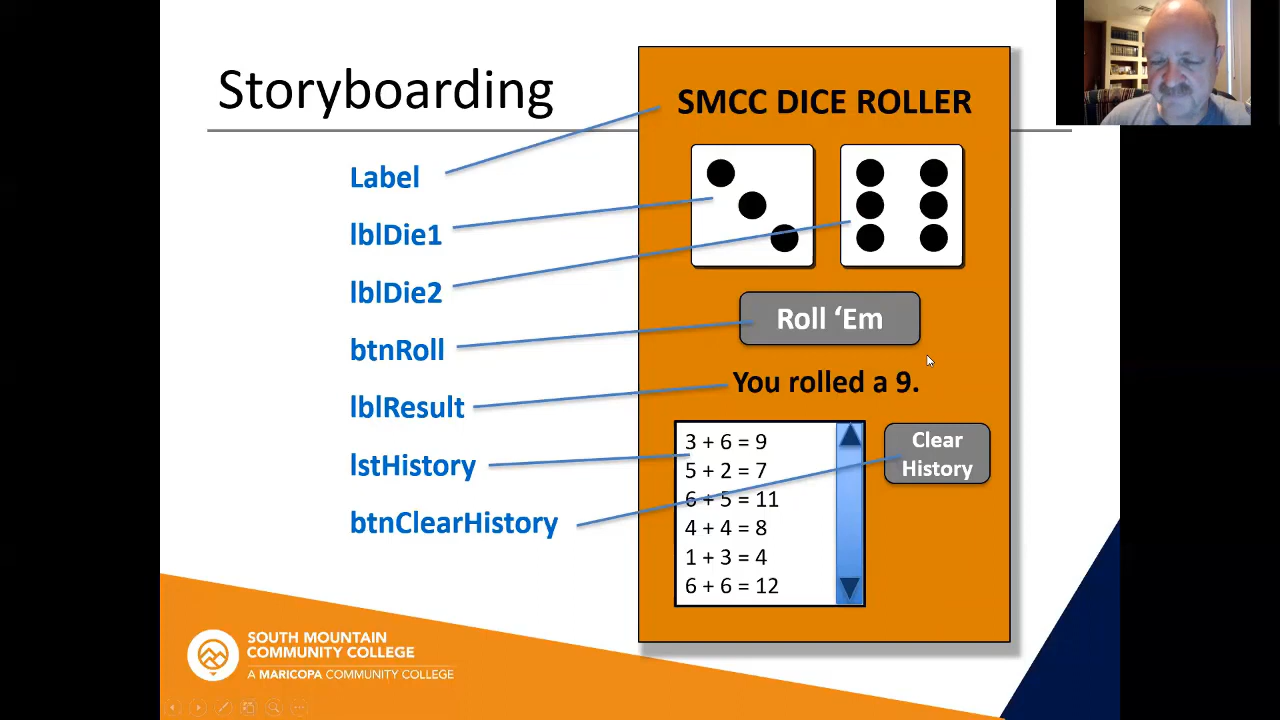 Storyboarding
Label
lblDie1
lblDie2
btnRoll
lblResult
lstHistory
btnClearHistory
SMCC DICE ROLLER
Roll ‘Em
You rolled a 9.
3 + 6 = 9
5 + 2 = 7
6 + 5 = 11
4 + 4 = 8
1 + 3 = 4
6 + 6 = 12
Clear
History
SOUTH MOUNTAIN
COMMUNITY COLLEGE
A MARICOPA COMMUNITY COLLEGE